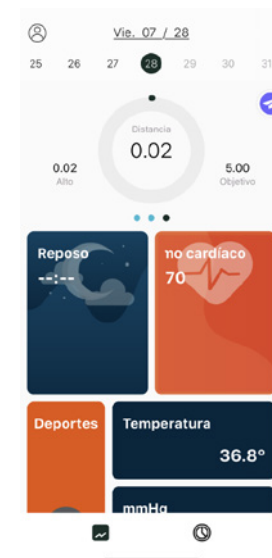 Vie. 07 / 28
25 26 27 28 29 30 31
Distancia
0.02
0.02
Alto
5.00
Objetivo
Reposo
--:--
no cardíaco
70
Deportes
Temperatura
36.8°
mmHg